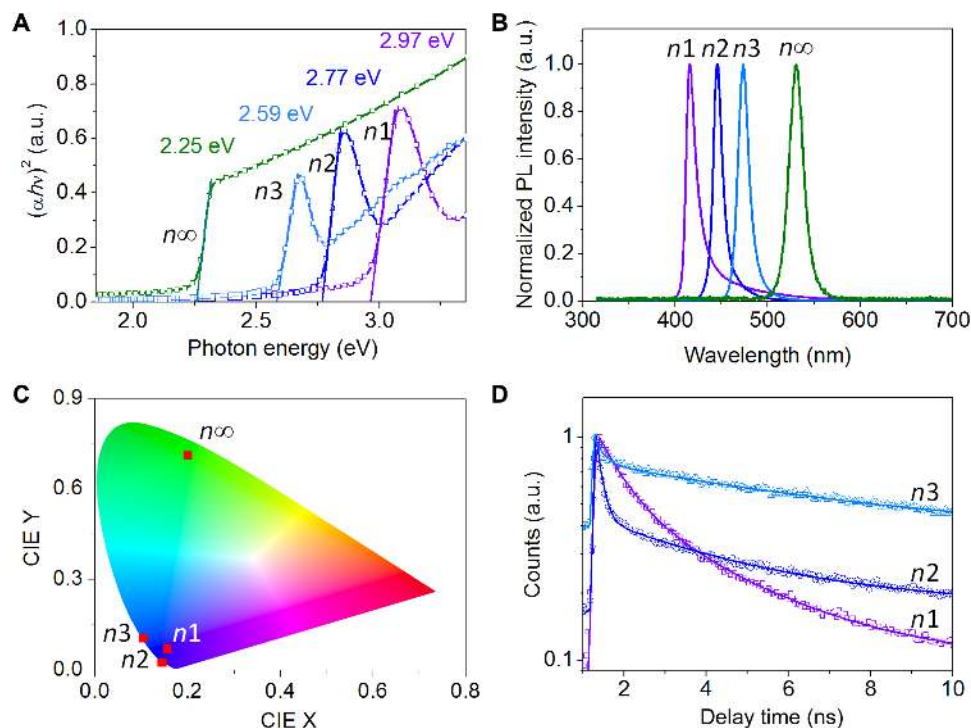 A
1.0
0.8
0.6
0.4
0.2
0.0
(αhν)² (a.u.)
2.97 eV
2.77 eV
2.59 eV
2.25 eV
n1
n2
n3
n∞
2.0 2.5 3.0
Photon energy (eV)
B
1.0
0.8
0.6
0.4
0.2
0.0
Normalized PL intensity (a.u.)
n1 n2 n3 n∞
300 400 500 600 700
Wavelength (nm)
C
0.9
0.6
0.3
0.0
CIE Y
n∞
n3 n1
n2
0.0 0.2 0.4 0.6 0.8
CIE X
D
1
0.1
Counts (a.u.)
n3
n2
n1
2 4 6 8 10
Delay time (ns)